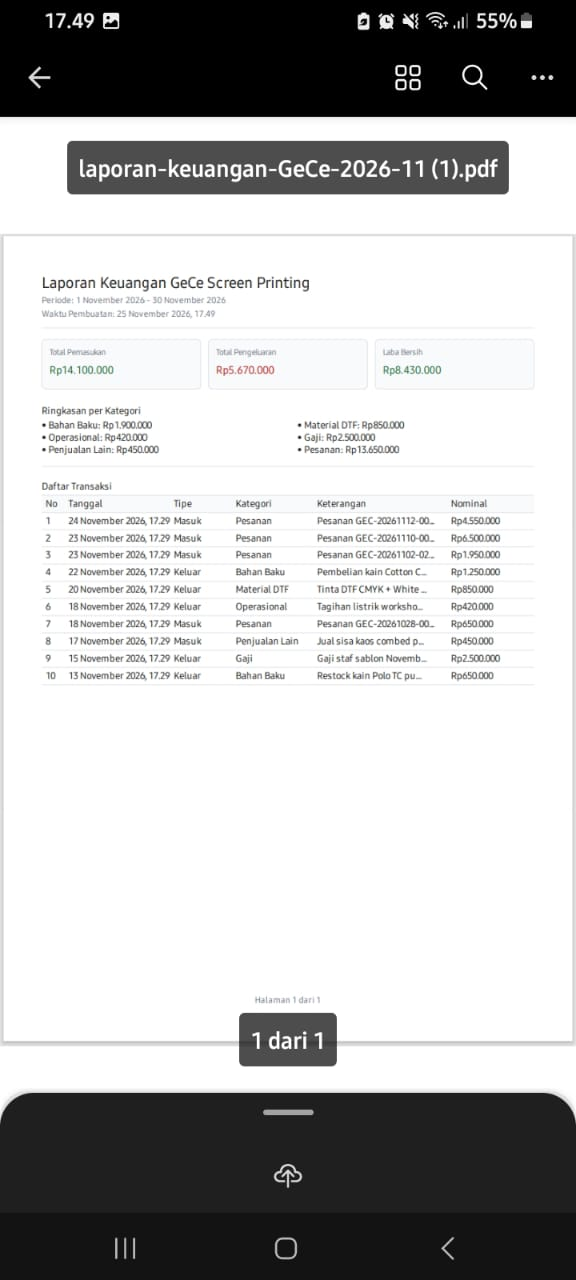 17.49 55%
laporan-keuangan-GeCe-2026-11 (1).pdf
Laporan Keuangan GeCe Screen Printing
Periode: 1 November 2026 - 30 November 2026
Waktu Pembuatan: 25 November 2026, 17.49
Total Pemasukan Total Pengeluaran Laba Bersih
Rp14.100.000 Rp5.670.000 Rp8.430.000
Ringkasan per Kategori
• Bahan Baku: Rp1.900.000 • Material DTF: Rp850.000
• Operasional: Rp420.000 • Gaji: Rp2.500.000
• Penjualan Lain: Rp450.000 • Pesanan: Rp13.650.000
Daftar Transaksi
No Tanggal Tipe Kategori Keterangan Nominal
1 24 November 2026, 17.29 Masuk Pesanan Pesanan GEC-20261112-00... Rp4.550.000
2 23 November 2026, 17.29 Masuk Pesanan Pesanan GEC-20261110-00... Rp6.500.000
3 23 November 2026, 17.29 Masuk Pesanan Pesanan GEC-20261102-02... Rp1.950.000
4 22 November 2026, 17.29 Keluar Bahan Baku Pembelian kain Cotton C... Rp1.250.000
5 20 November 2026, 17.29 Keluar Material DTF Tinta DTF CMYK + White ... Rp850.000
6 18 November 2026, 17.29 Keluar Operasional Tagihan listrik worksho... Rp420.000
7 18 November 2026, 17.29 Masuk Pesanan Pesanan GEC-20261028-00... Rp650.000
8 17 November 2026, 17.29 Masuk Penjualan Lain Jual sisa kaos combed p... Rp450.000
9 15 November 2026, 17.29 Keluar Gaji Gaji staf sablon Novemb... Rp2.500.000
10 13 November 2026, 17.29 Keluar Bahan Baku Restock kain Polo TC pu... Rp650.000
Halaman 1 dari 1
1 dari 1